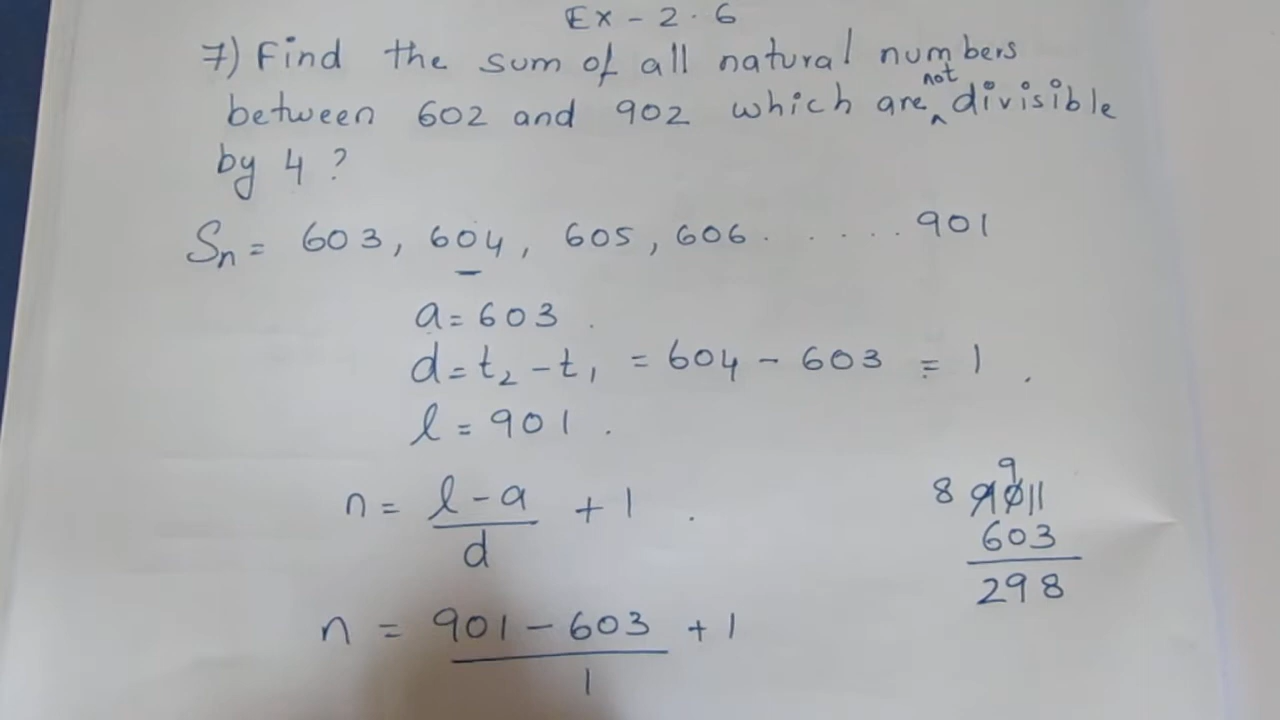 Ex - 2.6
7) Find the sum of all natural numbers
between 602 and 902 which are not divisible
by 4 ?
Sn = 603, 604, 605, 606 . . . . . . 901
a = 603 .
d = t2 - t1 = 604 - 603 = 1 .
l = 901 .
n = l - a / d + 1 .
n = 901 - 603 / 1 + 1
8 9
9011
603
298